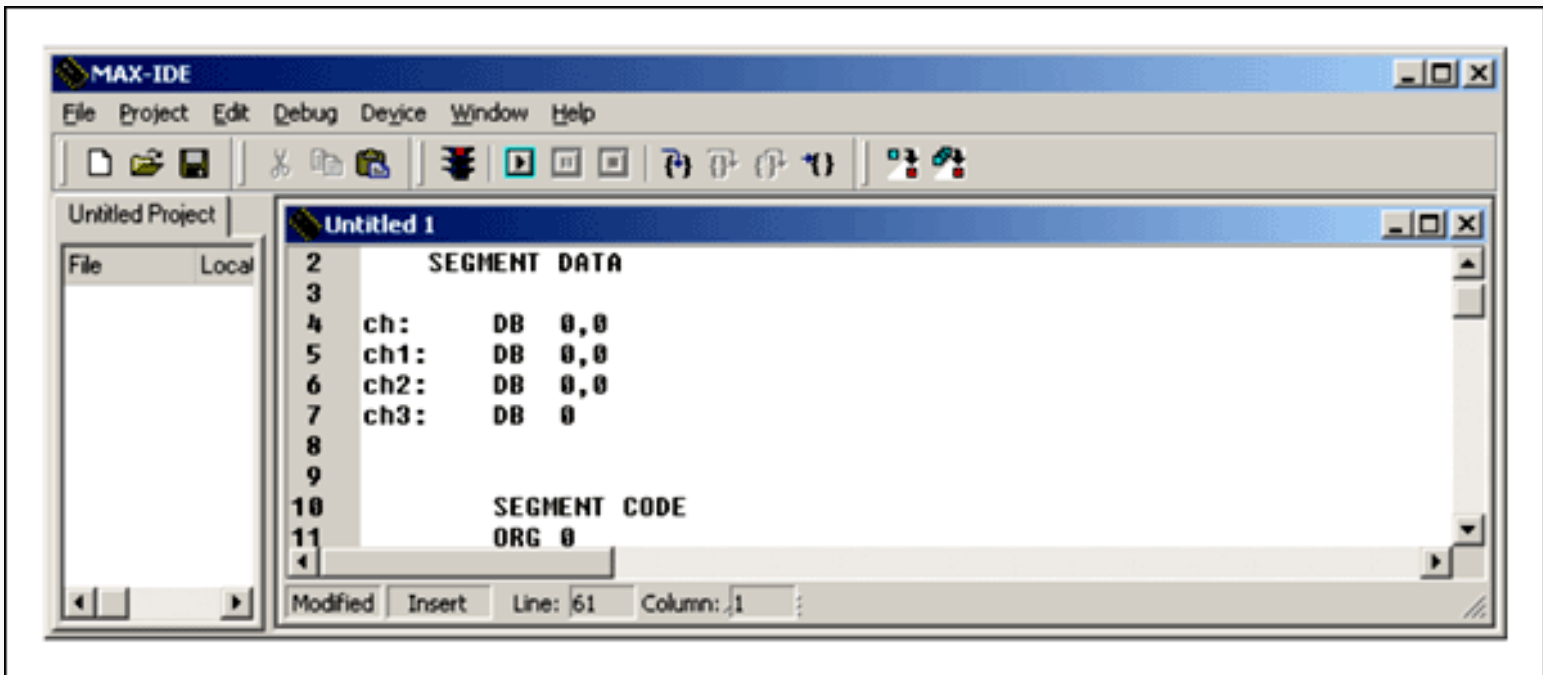 MAX-IDE
File Project Edit Debug Device Window Help
Untitled Project
File Local
Untitled 1
2 SEGMENT DATA
3
4 ch: DB 0,0
5 ch1: DB 0,0
6 ch2: DB 0,0
7 ch3: DB 0
8
9
10 SEGMENT CODE
11 ORG 0
Modified Insert Line: 61 Column: 1